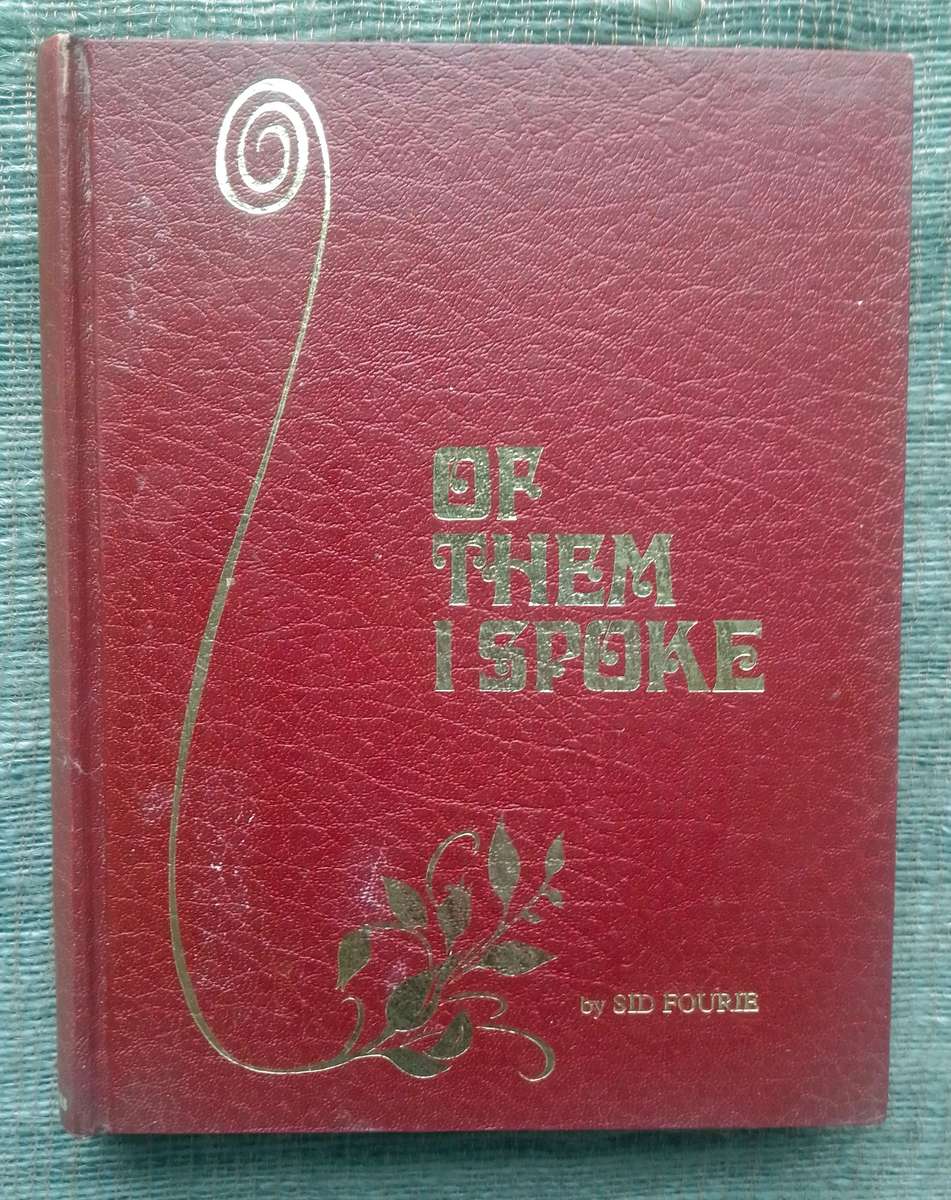 OF
THEM
I SPOKE
by SID FOURIE